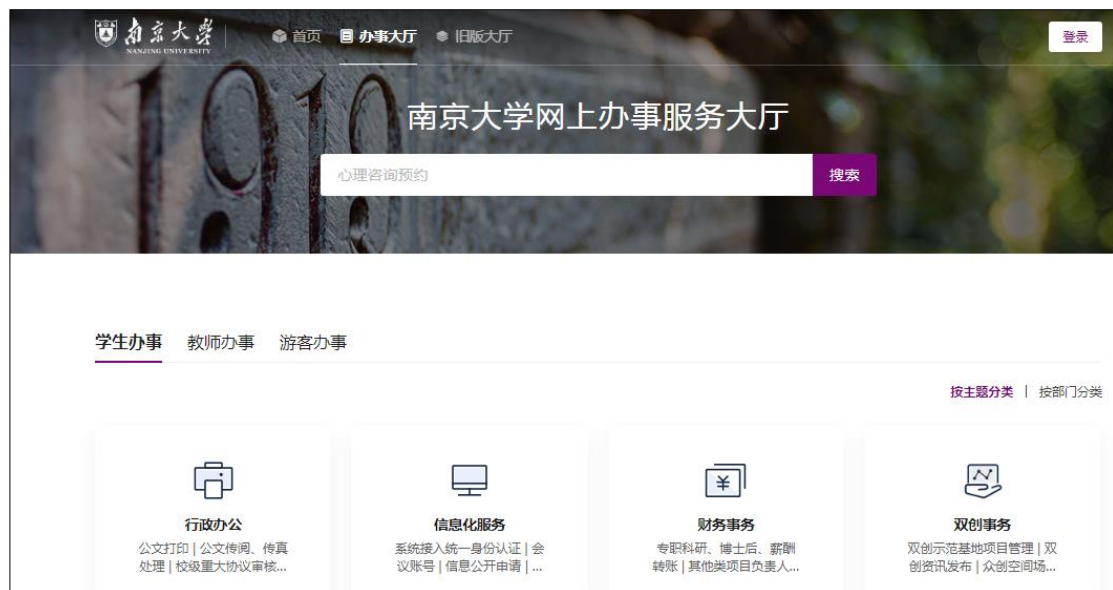 南京大学
NANJING UNIVERSITY
首页 办事大厅 旧版大厅
登录
1919
南京大学网上办事服务大厅
心理咨询预约 搜索
学生办事 教师办事 游客办事
按主题分类 | 按部门分类
行政办公
公文打印 | 公文传阅、传真
处理 | 校级重大协议审核...
信息化服务
系统接入统一身份认证 | 会
议账号 | 信息公开申请 | ...
财务事务
专职科研、博士后、薪酬
转账 | 其他类项目负责人...
双创事务
双创示范基地项目管理 | 双
创资讯发布 | 众创空间场...